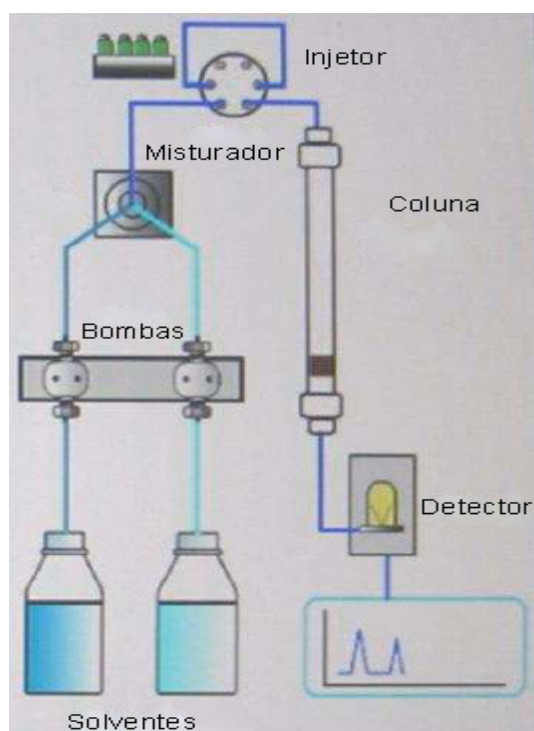 Injetor
Misturador
Coluna
Bombas
Detector
Solventes